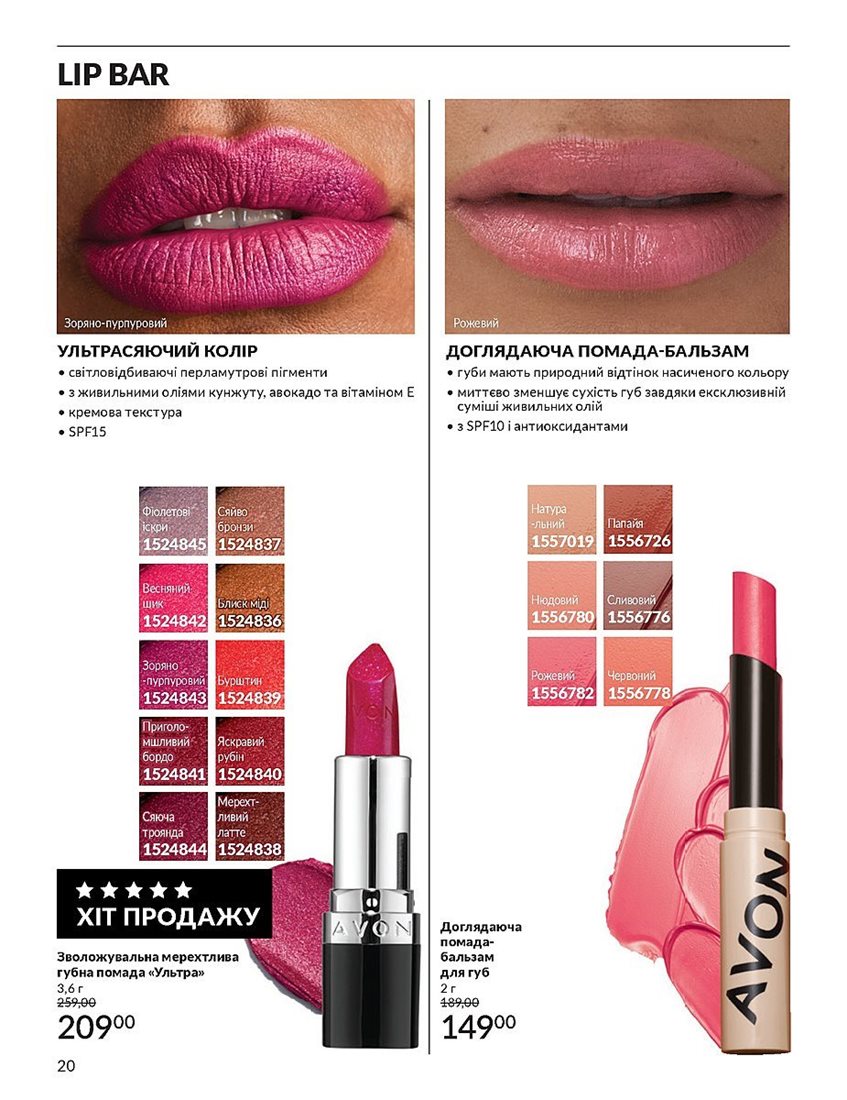 LIP BAR
Зоряно-пурпуровий
УЛЬТРАСЯЮЧИЙ КОЛІР
• світловідбиваючі перламутрові пігменти
• з живильними оліями кунжуту, авокадо та вітаміном Е
• кремова текстура
• SPF15
Фіолетові
іскри
1524845
Сяйво
бронзи
1524837
Весняний
шик
1524842
Блиск міді
1524836
Зоряно
-пурпуровий
1524843
Бурштин
1524839
Приголо-
мшливий
бордо
1524841
Яскравий
рубін
1524840
Сяюча
троянда
1524844
Мерехт-
ливий
латте
1524838
ХІТ ПРОДАЖУ
Зволожувальна мерехтлива
губна помада «Ультра»
3,6 г
259,00
20900
AVON
AVON
Рожевий
ДОГЛЯДАЮЧА ПОМАДА-БАЛЬЗАМ
• губи мають природний відтінок насиченого кольору
• миттєво зменшує сухість губ завдяки ексклюзивній
суміші живильних олій
• з SPF10 і антиоксидантами
Натура
-льний
1557019
Папайя
1556726
Нюдовий
1556780
Сливовий
1556776
Рожевий
1556782
Червоний
1556778
Доглядаюча
помада-
бальзам
для губ
2 г
189,00
14900
AVON
20